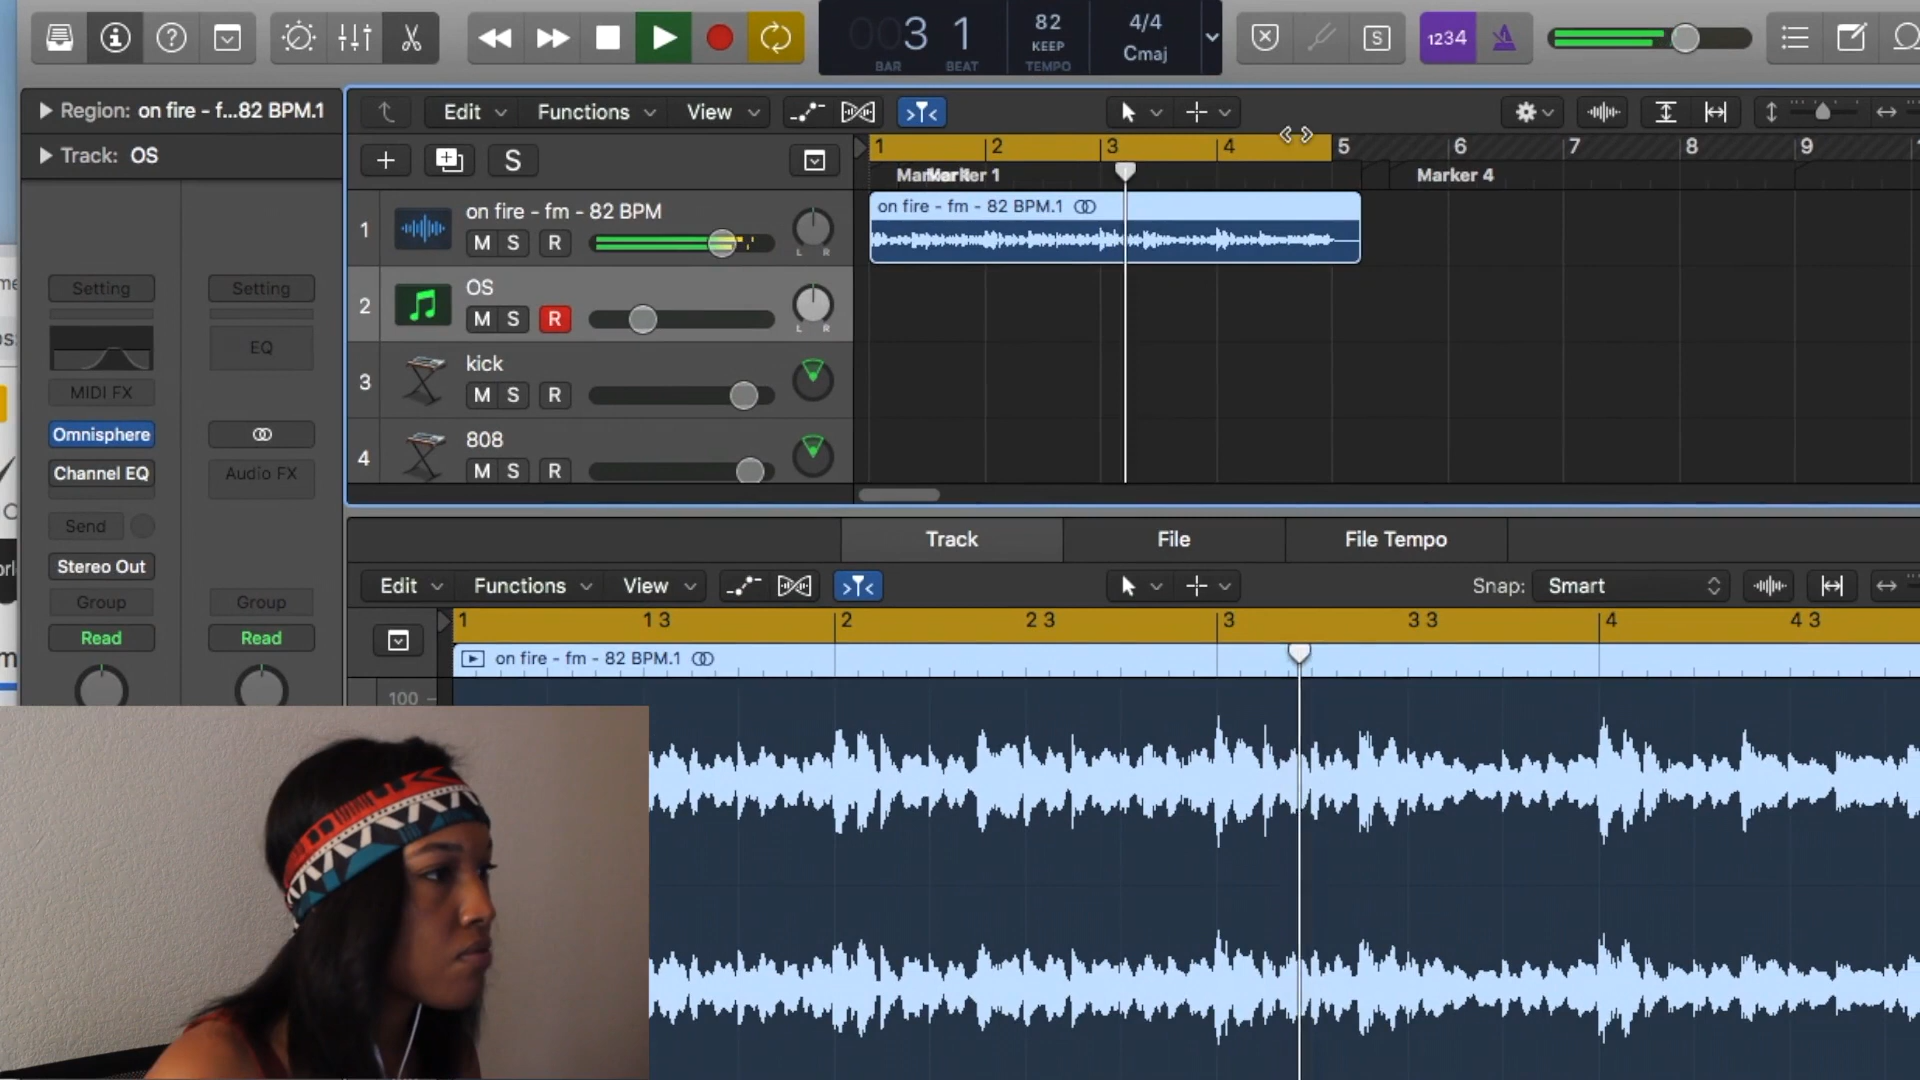 003 1 82 4/4
BAR BEAT KEEP TEMPO Cmaj
S 1234
Region: on fire - f...82 BPM.1
Track: OS
Edit Functions View
S
1 2 3 4 5 6 7 8 9
Marker 1 Marker 4
1 on fire - fm - 82 BPM
M S R L R
on fire - fm - 82 BPM.1
2 OS
M S R L R
3 kick
M S R
4 808
M S R
Setting Setting
EQ
MIDI FX
Omnisphere
Channel EQ Audio FX
Send
Stereo Out
Group Group
Read Read
Track File File Tempo
Edit Functions View Snap: Smart
1 1 3 2 2 3 3 3 3 4 4 3
on fire - fm - 82 BPM.1
100